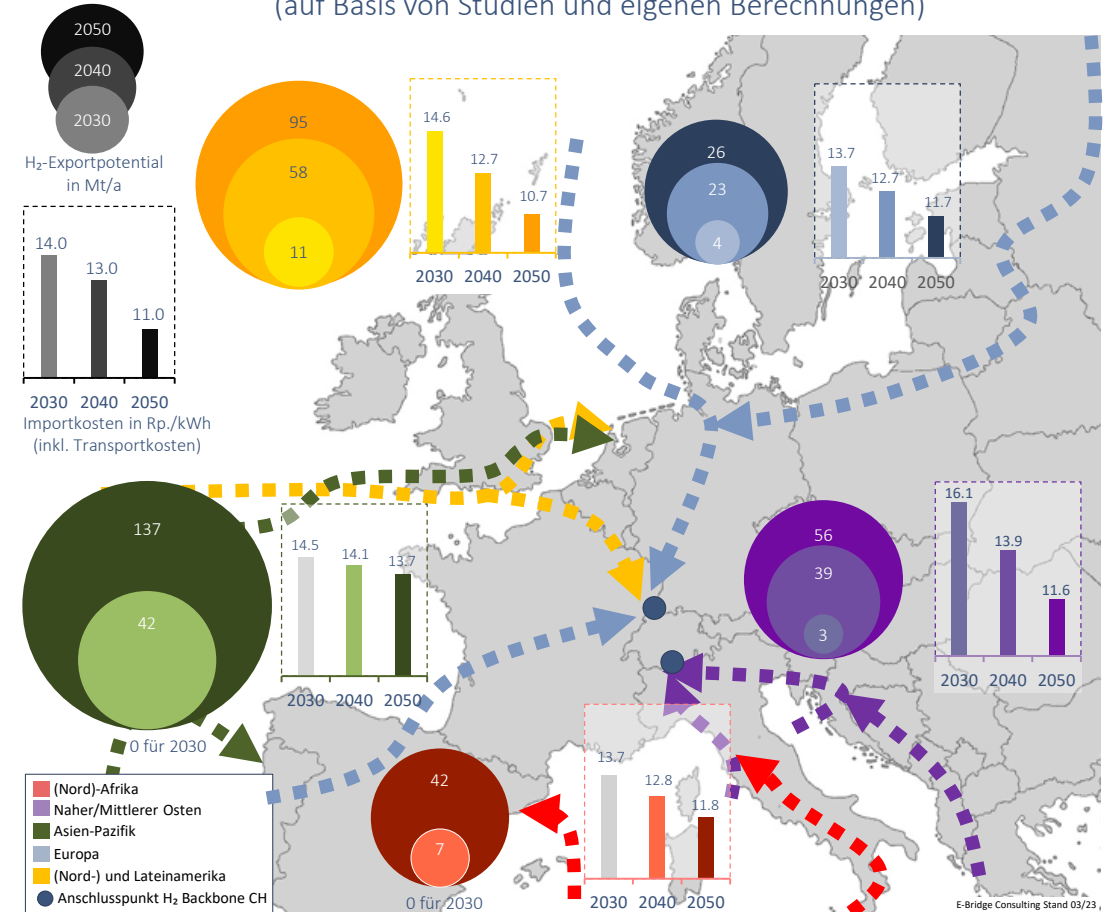 (auf Basis von Studien und eigenen Berechnungen)
2050
2040
2030
H₂-Exportpotential
in Mt/a
14.0
13.0
11.0
2030 2040 2050
Importkosten in Rp./kWh
(inkl. Transportkosten)
95
58
11
14.6
12.7
10.7
2030 2040 2050
26
23
4
13.7
12.7
11.7
2030 2040 2050
137
42
0 für 2030
14.5
14.1
13.7
2030 2040 2050
56
39
3
16.1
13.9
11.6
2030 2040 2050
42
7
0 für 2030
13.7
12.8
11.8
2030 2040 2050
(Nord)-Afrika
Naher/Mittlerer Osten
Asien-Pazifik
Europa
(Nord-) und Lateinamerika
Anschlusspunkt H₂ Backbone CH
E-Bridge Consulting Stand 03/23